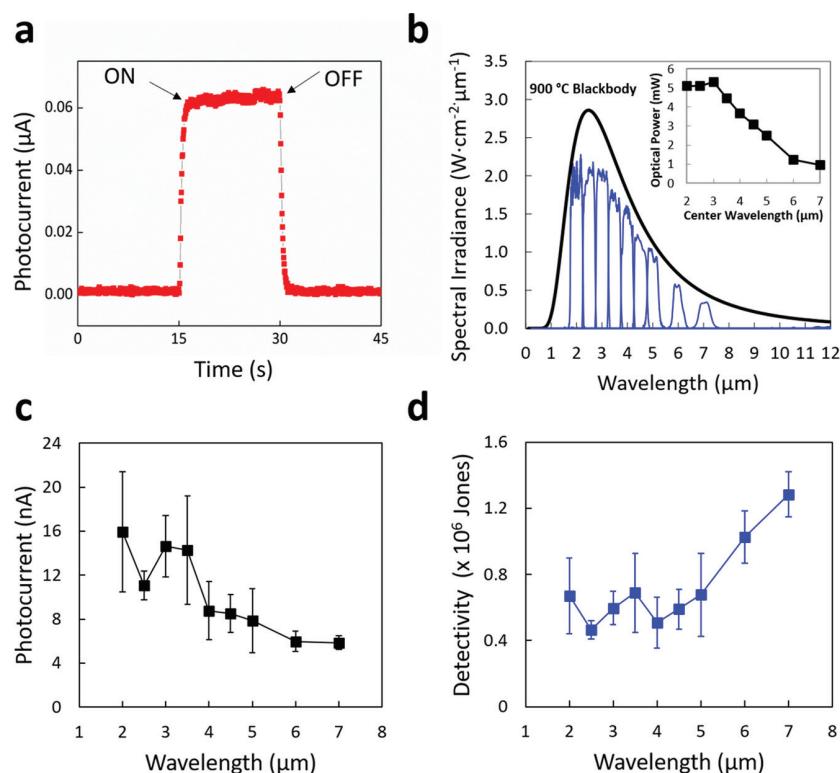 a
ON
OFF
0.06
0.04
0.02
0.00
Photocurrent (µA)
0
15
30
45
Time (s)
b
900 °C Blackbody
3.5
3.0
2.5
2.0
1.5
1.0
0.5
0.0
Spectral Irradiance (W·cm⁻²·µm⁻¹)
0 1 2 3 4 5 6 7 8 9 10 11 12
Wavelength (µm)
6
5
4
3
2
1
0
Optical Power (mW)
2 3 4 5 6 7
Center Wavelength (µm)
c
24
20
16
12
8
4
0
Photocurrent (nA)
1 2 3 4 5 6 7 8
Wavelength (µm)
d
1.6
1.2
0.8
0.4
0
Detectivity (x 10⁶ Jones)
1 2 3 4 5 6 7 8
Wavelength (µm)